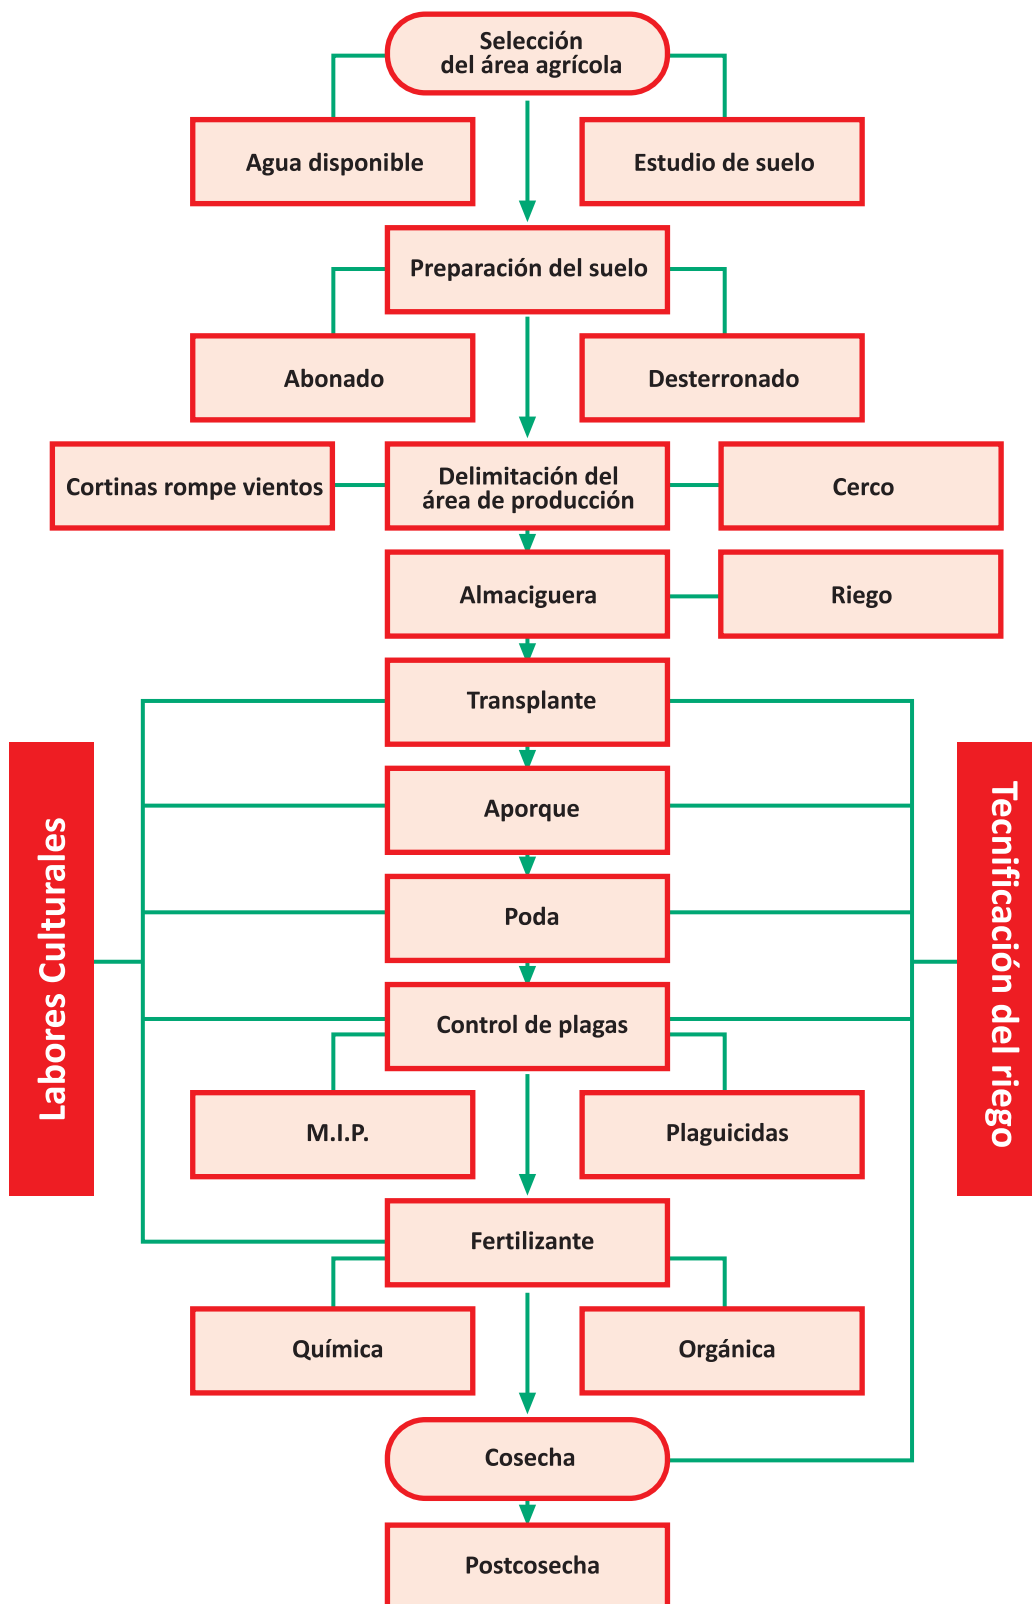 Selección
del área agrícola
Agua disponible
Estudio de suelo
Preparación del suelo
Abonado
Desterronado
Cortinas rompe vientos
Delimitación del
área de producción
Cerco
Almaciguera
Riego
Transplante
Aporque
Poda
Control de plagas
M.I.P.
Plaguicidas
Fertilizante
Química
Orgánica
Cosecha
Postcosecha
Labores Culturales
Tecnificación del riego